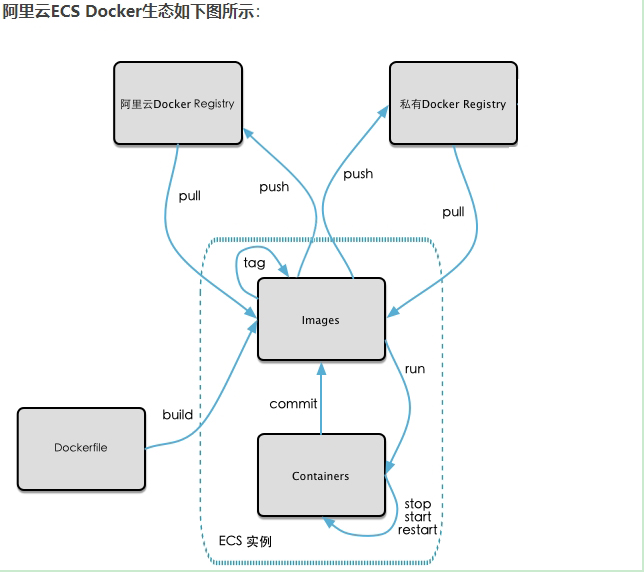 阿里云ECS Docker生态如下图所示：
阿里云Docker Registry
私有Docker Registry
pull
push
push
pull
tag
Images
run
commit
build
Dockerfile
Containers
stop
start
restart
ECS 实例